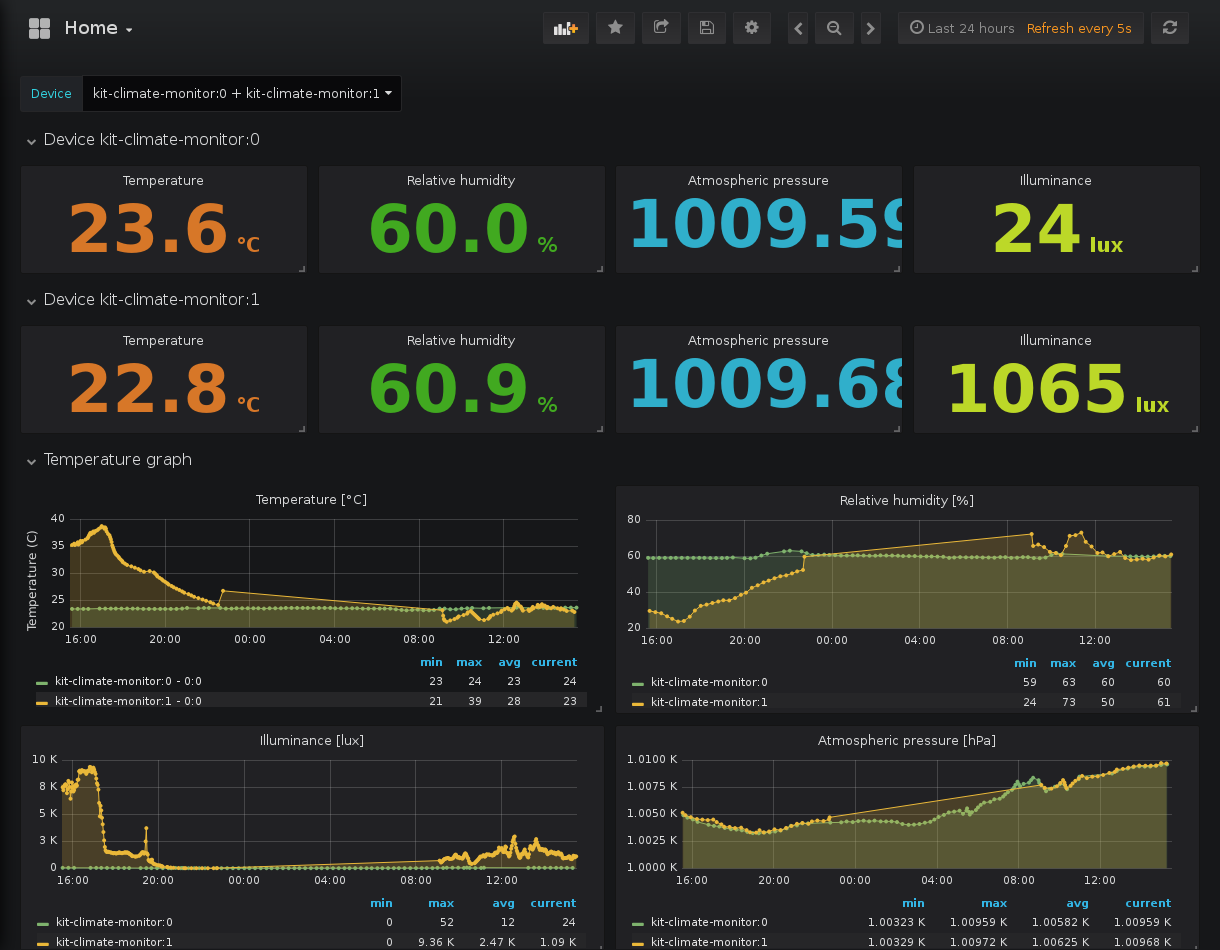 Home
Last 24 hours Refresh every 5s
Device kit-climate-monitor:0 + kit-climate-monitor:1
Device kit-climate-monitor:0
Temperature Relative humidity Atmospheric pressure Illuminance
23.6 °C 60.0 % 1009.59 24 lux
Device kit-climate-monitor:1
Temperature Relative humidity Atmospheric pressure Illuminance
22.8 °C 60.9 % 1009.68 1065 lux
Temperature graph
Temperature [°C]
Temperature (C)
40
35
30
25
20
16:00 20:00 00:00 04:00 08:00 12:00
min max avg current
kit-climate-monitor:0 - 0:0 23 24 23 24
kit-climate-monitor:1 - 0:0 21 39 28 23
Relative humidity [%]
80
60
40
20
16:00 20:00 00:00 04:00 08:00 12:00
min max avg current
kit-climate-monitor:0 59 63 60 60
kit-climate-monitor:1 24 73 50 61
Illuminance [lux]
10 K
8 K
5 K
3 K
0
16:00 20:00 00:00 04:00 08:00 12:00
min max avg current
kit-climate-monitor:0 0 52 12 24
kit-climate-monitor:1 0 9.36 K 2.47 K 1.09 K
Atmospheric pressure [hPa]
1.0100 K
1.0075 K
1.0050 K
1.0025 K
1.0000 K
16:00 20:00 00:00 04:00 08:00 12:00
min max avg current
kit-climate-monitor:0 1.00323 K 1.00959 K 1.00582 K 1.00959 K
kit-climate-monitor:1 1.00329 K 1.00972 K 1.00625 K 1.00968 K